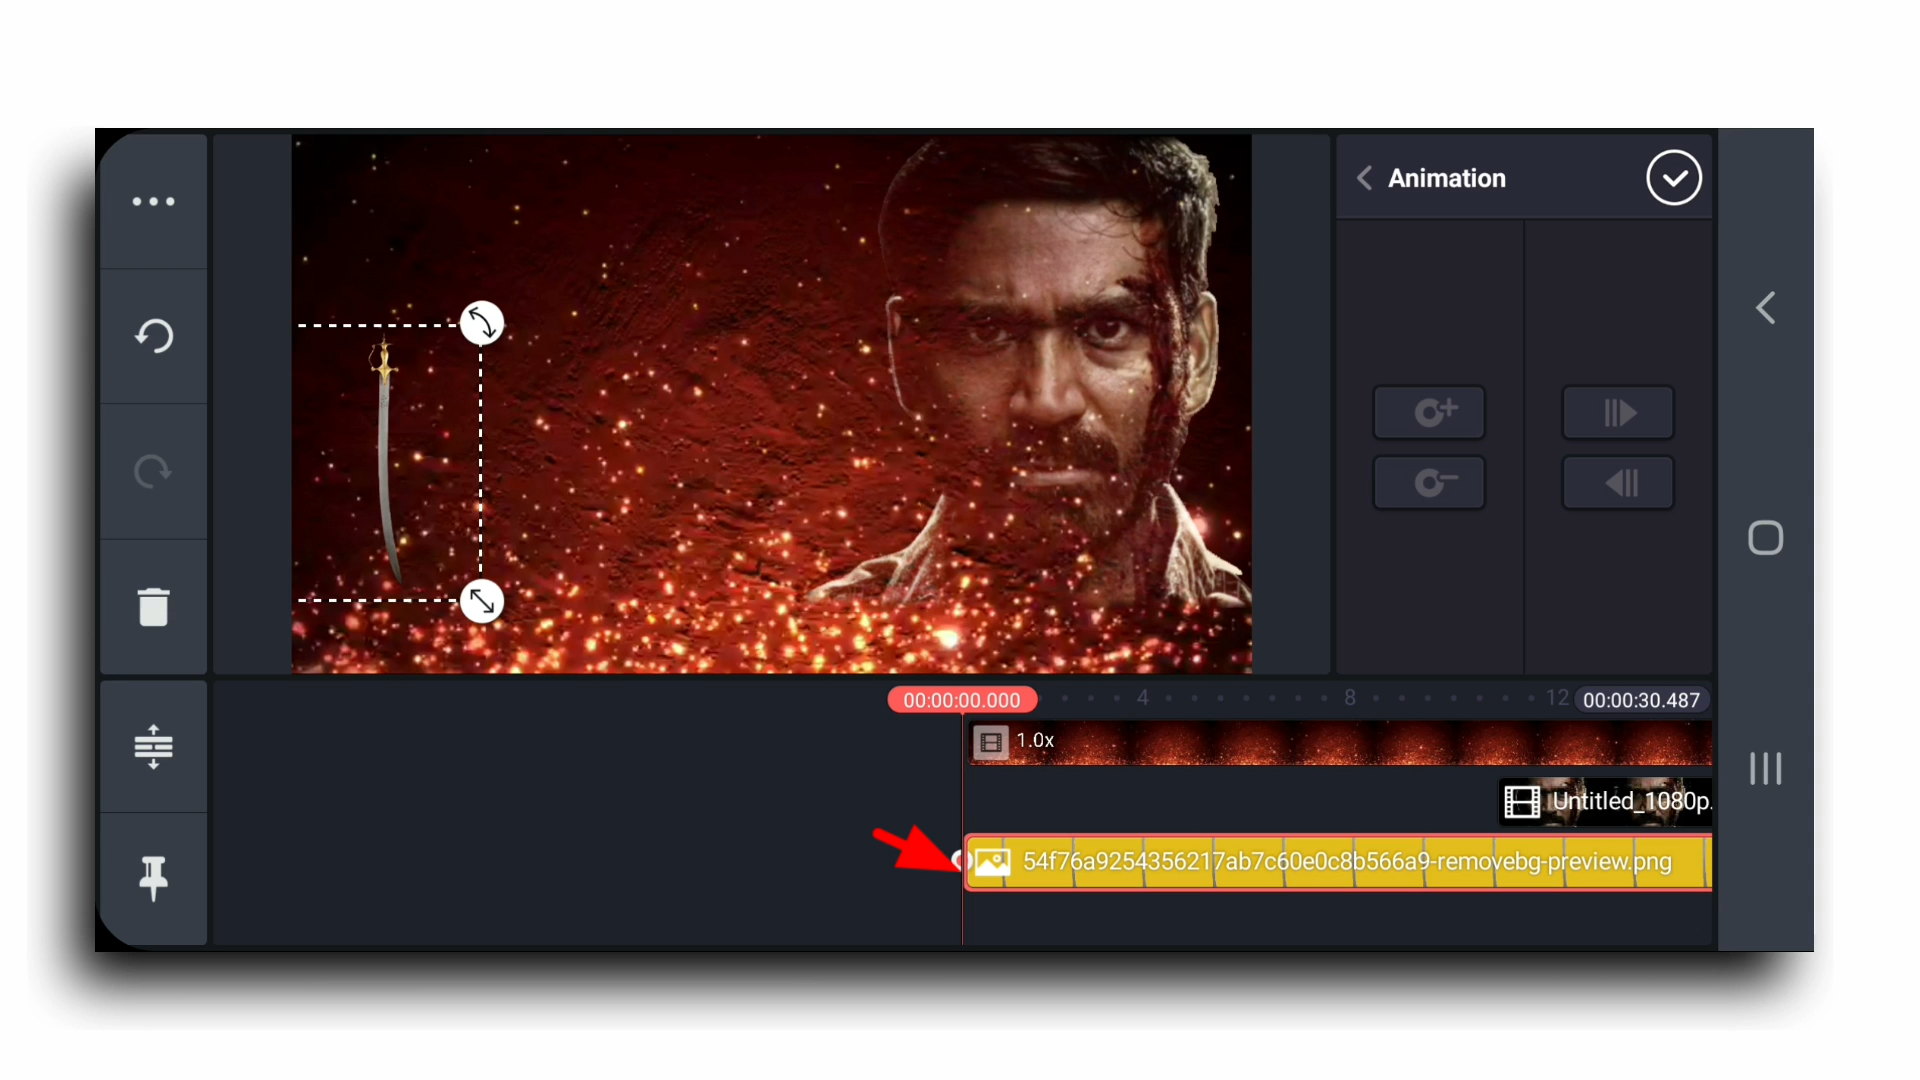 Animation
00:00:00.000
4
8
12
00:00:30.487
1.0x
Untitled_1080p.
54f76a9254356217ab7c60e0c8b566a9-removebg-preview.png